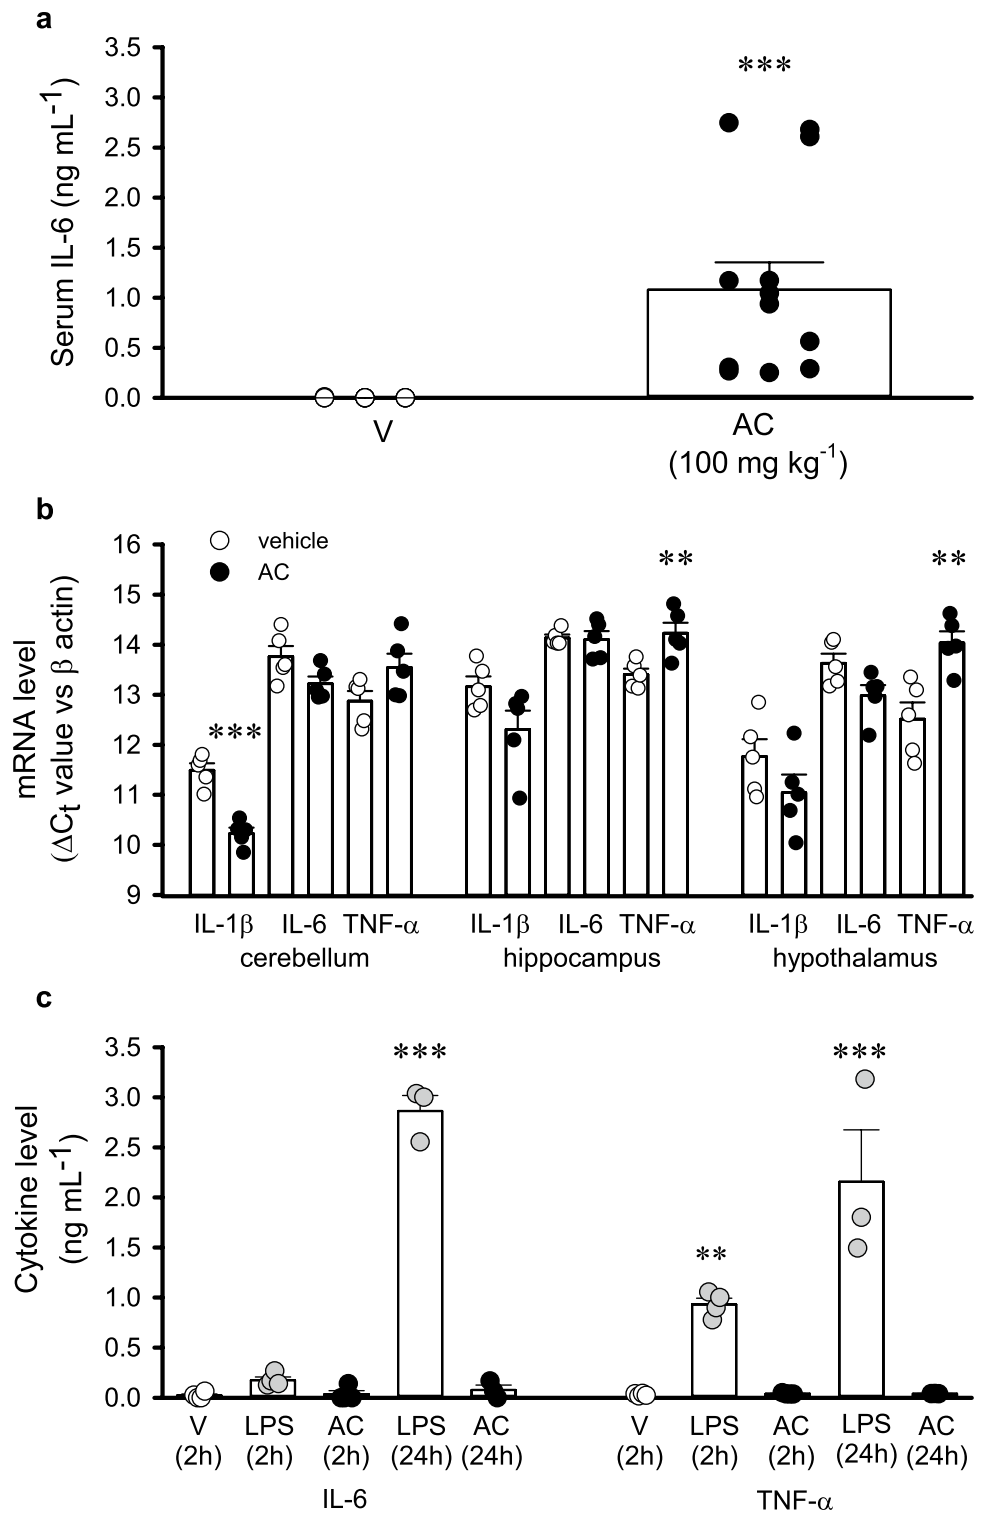 a
Serum IL-6 (ng mL-1)
3.5
3.0
2.5
2.0
1.5
1.0
0.5
0.0
***
V
AC
(100 mg kg-1)
b
mRNA level
(ΔCt value vs β actin)
16
15
14
13
12
11
10
9
vehicle
AC
***
**
**
IL-1β IL-6 TNF-α IL-1β IL-6 TNF-α IL-1β IL-6 TNF-α
cerebellum hippocampus hypothalamus
c
Cytokine level
(ng mL-1)
3.5
3.0
2.5
2.0
1.5
1.0
0.5
0.0
***
**
***
V LPS AC LPS AC V LPS AC LPS AC
(2h) (2h) (2h) (24h) (24h) (2h) (2h) (2h) (24h) (24h)
IL-6 TNF-α